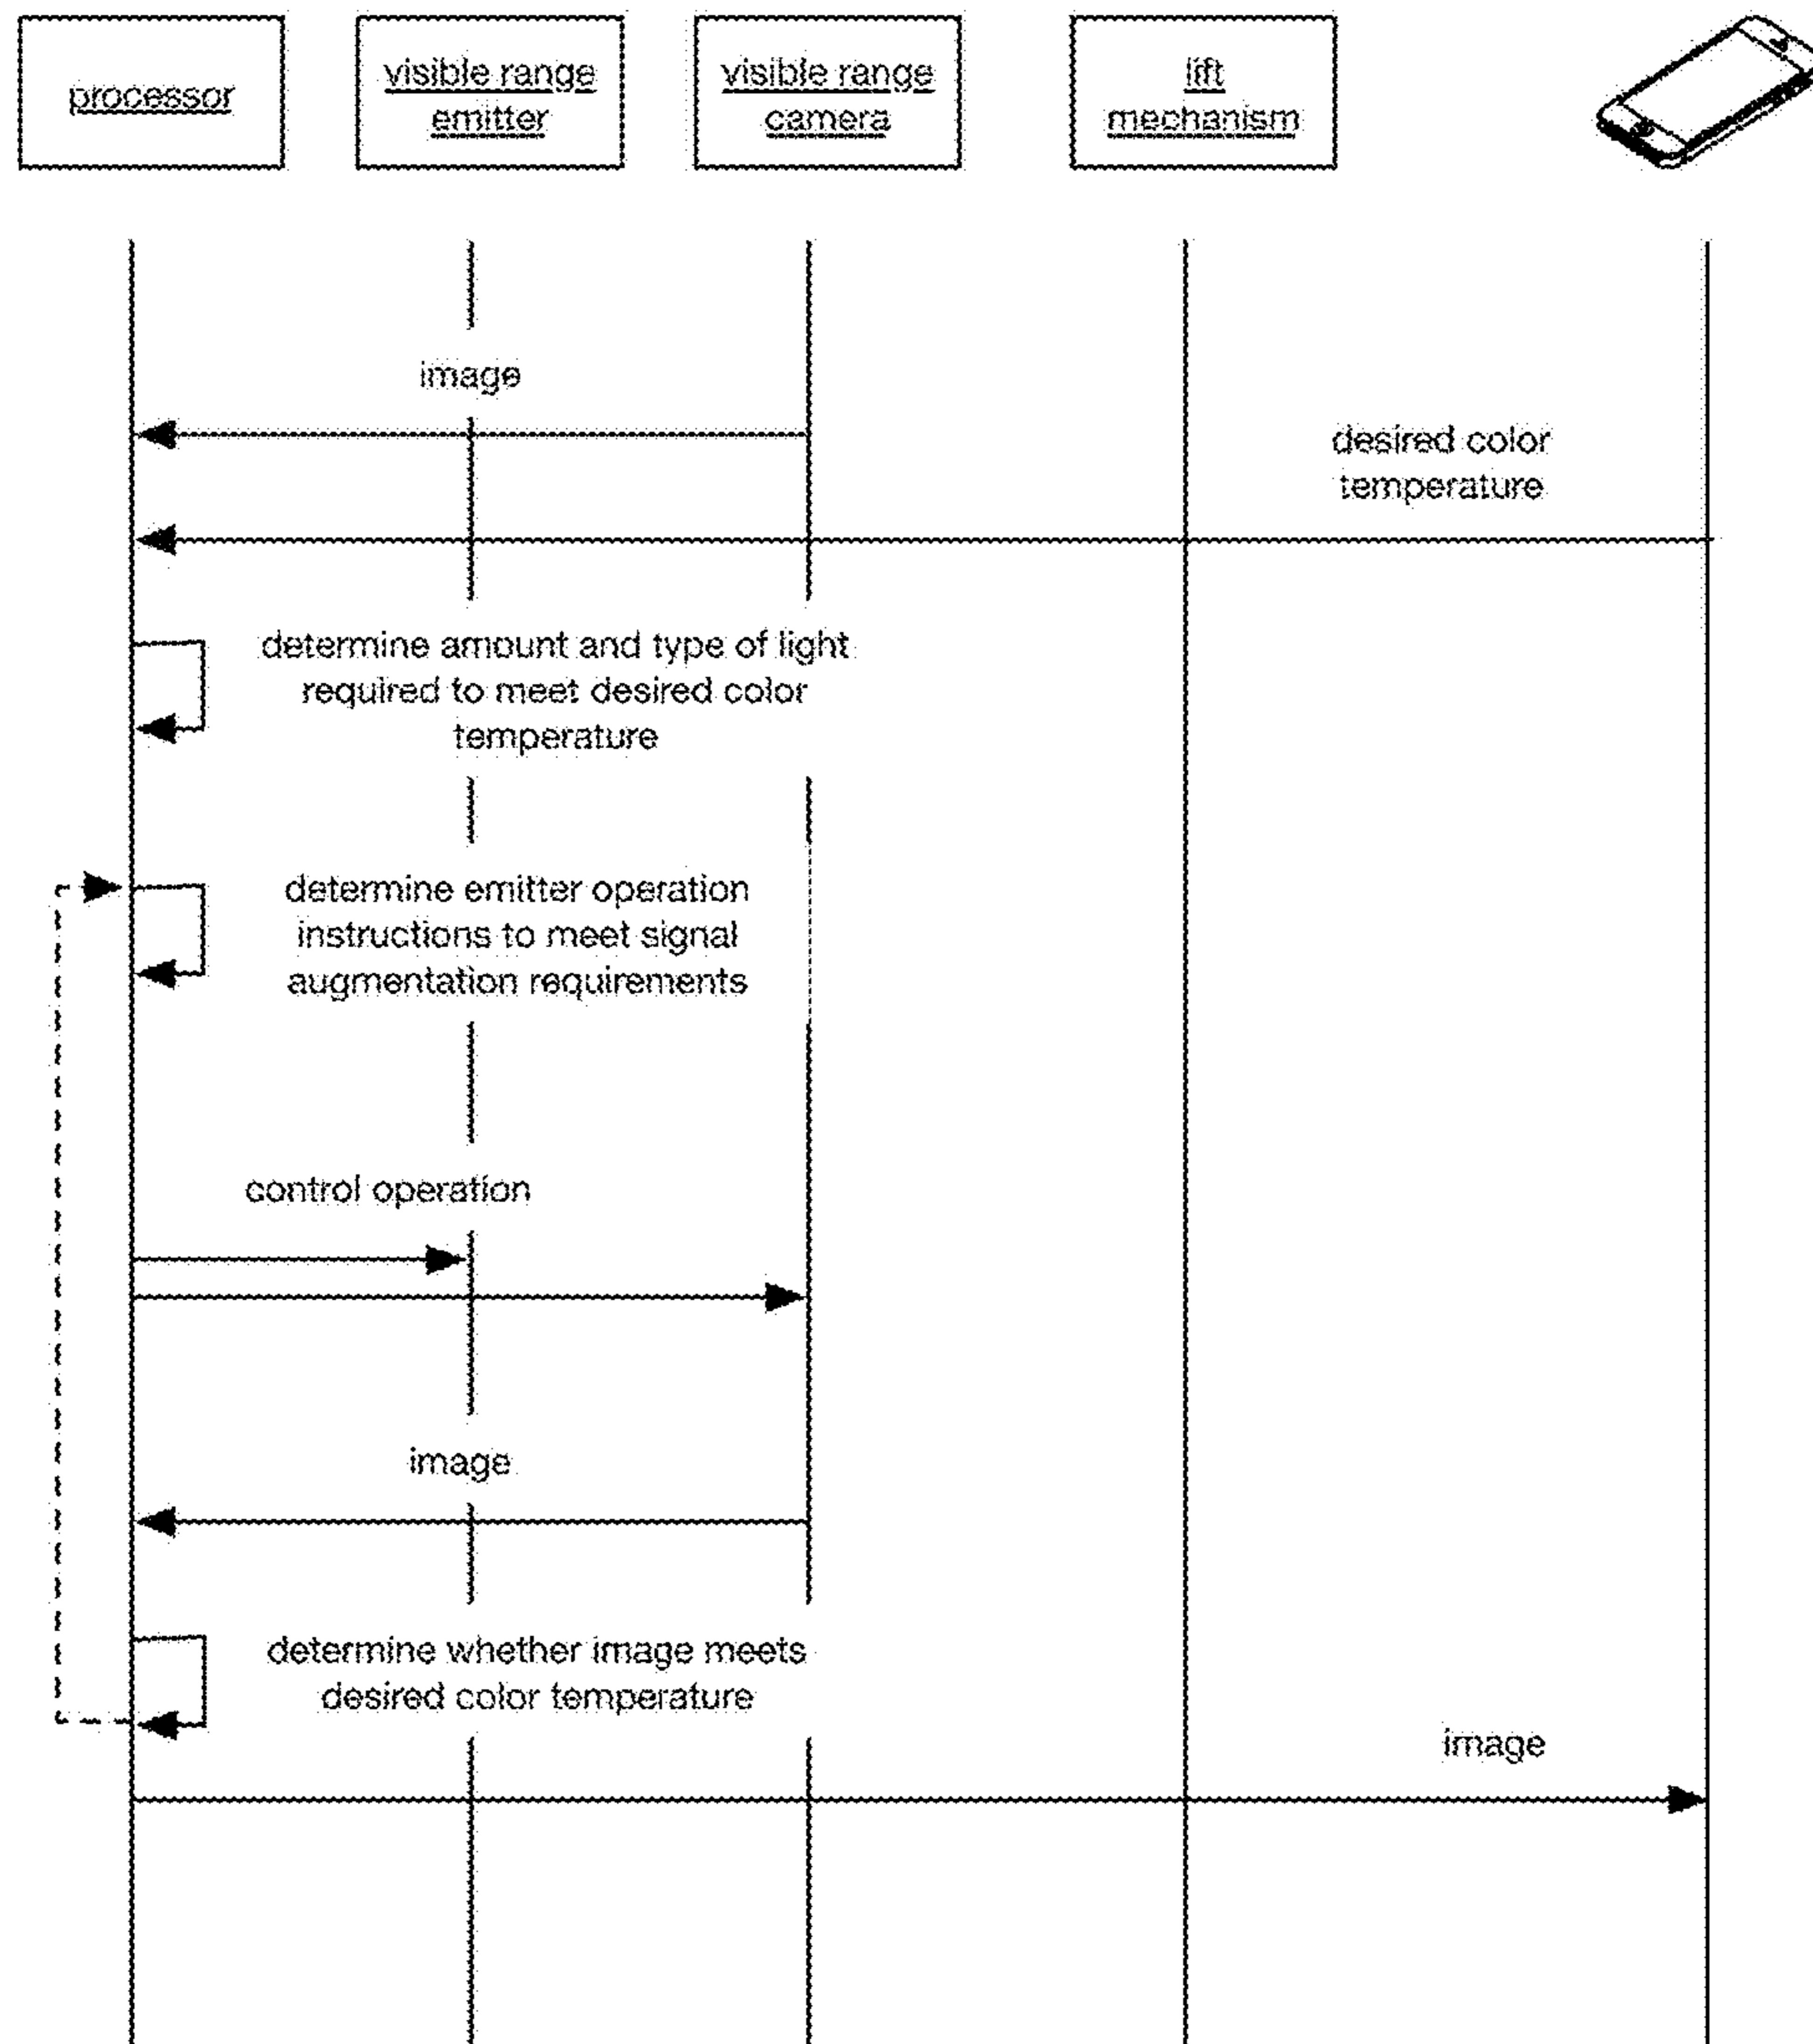 processor
visible range
emitter
visible range
camera
lift
mechanism
image
desired color
temperature
determine amount and type of light
required to meet desired color
temperature
determine emitter operation
instructions to meet signal
augmentation requirements
control operation
image
determine whether image meets
desired color temperature
image